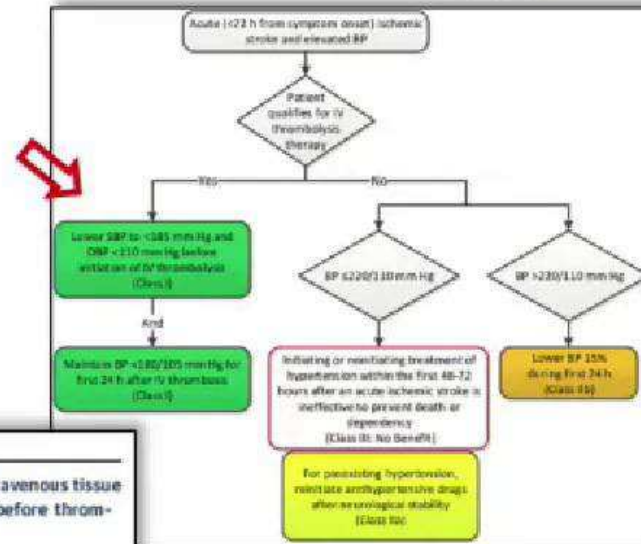 Acute (<72 h from symptom onset) ischemic
stroke and elevated BP
Patient
qualifies for IV
thrombolysis
therapy
Yes
No
Lower SBP to <185 mm Hg and
DBP <110 mm Hg before
initiation of IV thrombolysis
(Class I)
And
Maintain BP <180/105 mm Hg for
first 24 h after IV thrombosis
(Class I)
BP ≤220/110 mm Hg
BP >220/110 mm Hg
Initiating or reinitiating treatment of
hypertension within the first 48-72
hours after an acute ischemic stroke is
ineffective to prevent death or
dependency
(Class III: No Benefit)
Lower BP 15%
during first 24 h
(Class IIb)
For preexisting hypertension,
reinitiate antihypertensive drugs
after neurological stability
(Class IIa)
avenous tissue
before throm-